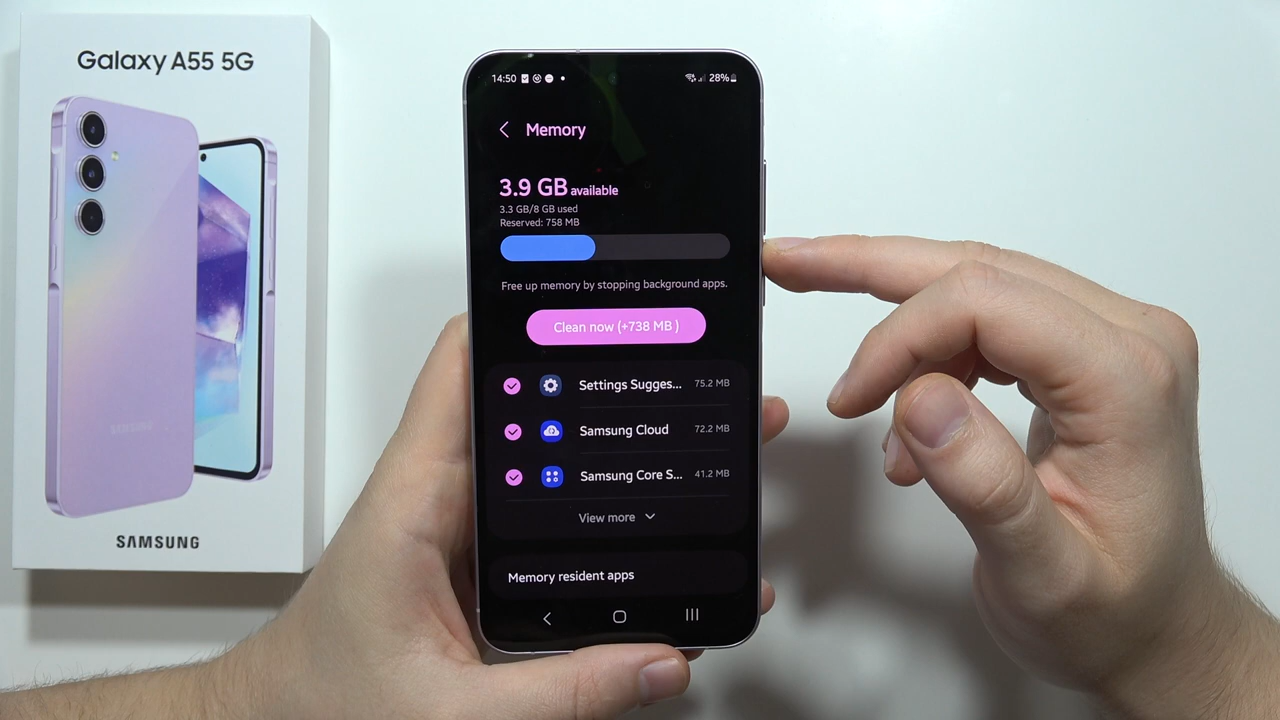 Galaxy A55 5G
SAMSUNG
SAMSUNG
14:50
28%
Memory
3.9 GB available
3.3 GB/8 GB used
Reserved: 758 MB
Free up memory by stopping background apps.
Clean now (+738 MB )
Settings Sugges... 75.2 MB
Samsung Cloud 72.2 MB
Samsung Core S... 41.2 MB
View more
Memory resident apps